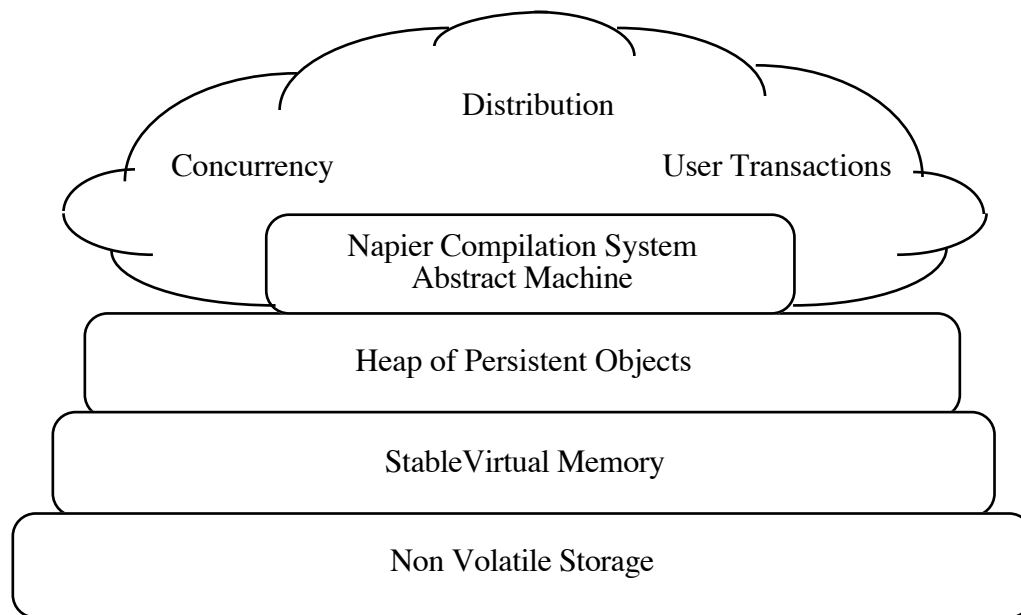 Distribution
Concurrency
User Transactions
Napier Compilation System
Abstract Machine
Heap of Persistent Objects
StableVirtual Memory
Non Volatile Storage